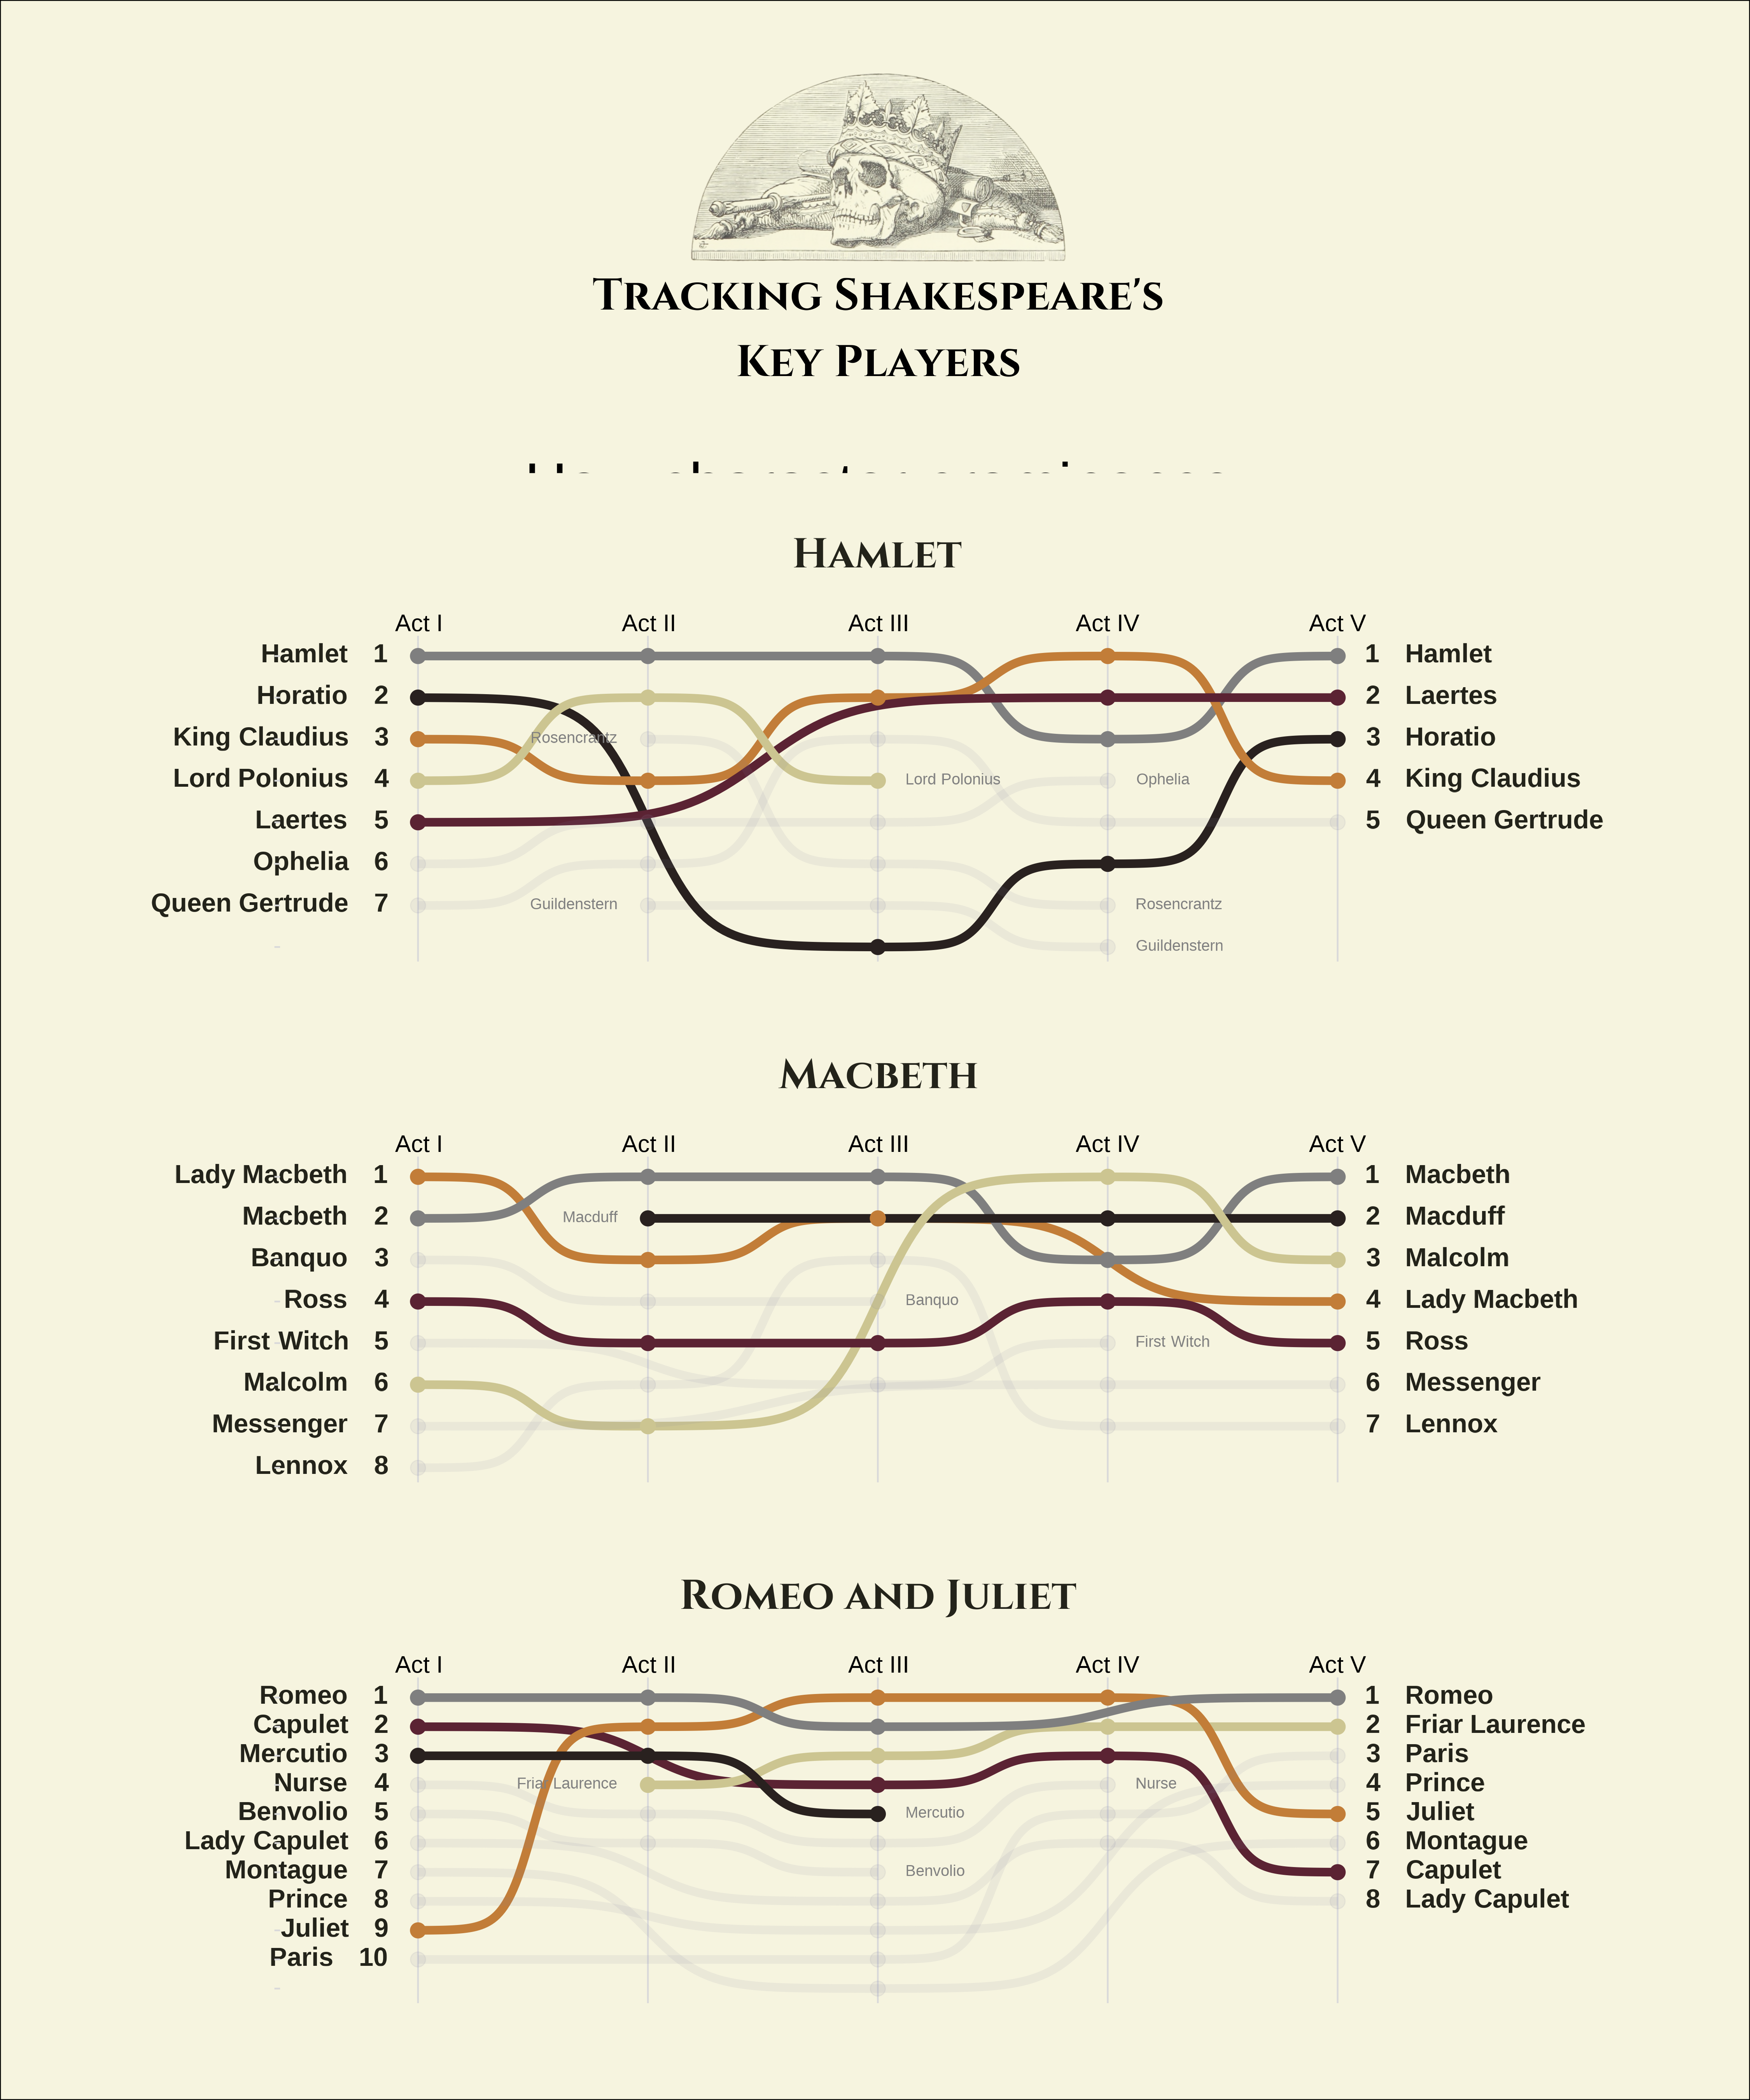 Tracking Shakespeare's
Key Players
Hamlet
Act I Act II Act III Act IV Act V
Hamlet 1 1 Hamlet
Horatio 2 2 Laertes
King Claudius 3 Rosencrantz 3 Horatio
Lord Polonius 4 Lord Polonius Ophelia 4 King Claudius
Laertes 5 5 Queen Gertrude
Ophelia 6
Queen Gertrude 7 Guildenstern Rosencrantz
Guildenstern
Macbeth
Act I Act II Act III Act IV Act V
Lady Macbeth 1 1 Macbeth
Macbeth 2 Macduff 2 Macduff
Banquo 3 3 Malcolm
Ross 4 Banquo 4 Lady Macbeth
First Witch 5 First Witch 5 Ross
Malcolm 6 6 Messenger
Messenger 7 7 Lennox
Lennox 8
Romeo and Juliet
Act I Act II Act III Act IV Act V
Romeo 1 1 Romeo
Capulet 2 2 Friar Laurence
Mercutio 3 3 Paris
Nurse 4 Friar Laurence Nurse 4 Prince
Benvolio 5 Mercutio 5 Juliet
Lady Capulet 6 6 Montague
Montague 7 Benvolio 7 Capulet
Prince 8 8 Lady Capulet
Juliet 9
Paris 10